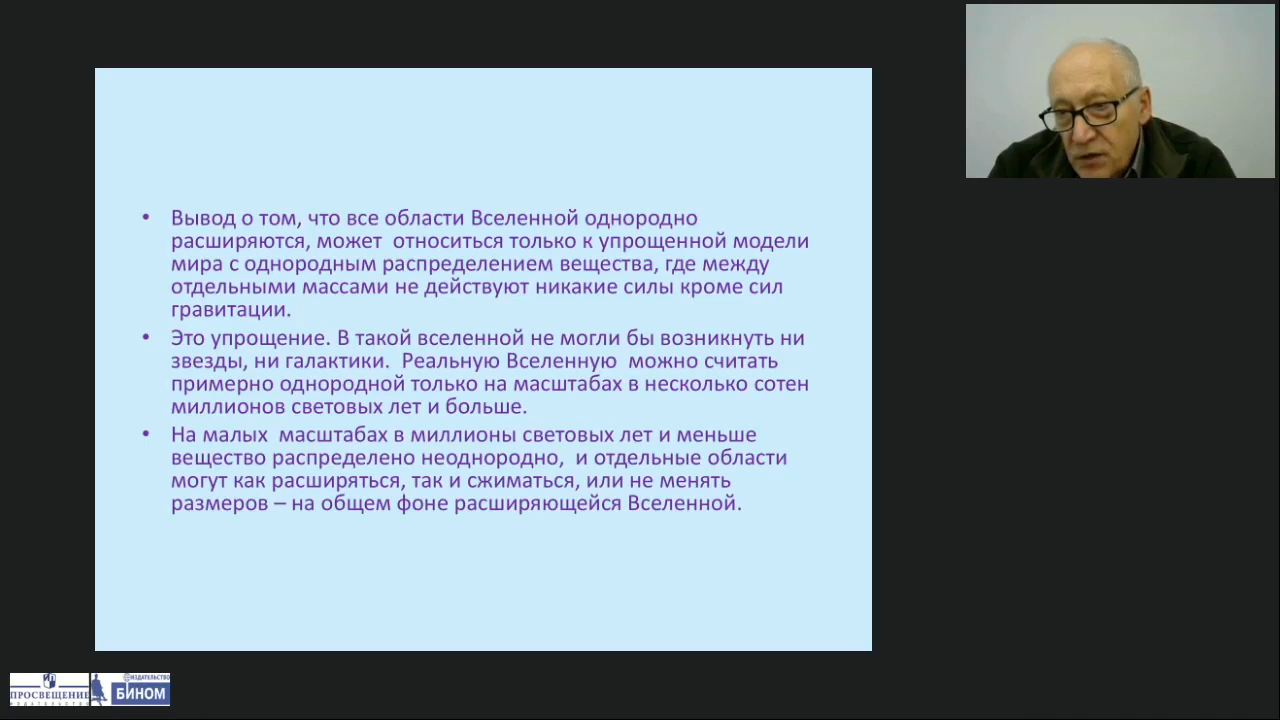 • Вывод о том, что все области Вселенной однородно
расширяются, может  относиться только к упрощенной модели
мира с однородным распределением вещества, где между
отдельными массами не действуют никакие силы кроме сил
гравитации.
• Это упрощение. В такой вселенной не могли бы возникнуть ни
звезды, ни галактики.  Реальную Вселенную  можно считать
примерно однородной только на масштабах в несколько сотен
миллионов световых лет и больше.
• На малых  масштабах в миллионы световых лет и меньше
вещество распределено неоднородно,  и отдельные области
могут как расширяться, так и сжиматься, или не менять
размеров – на общем фоне расширяющейся Вселенной.
ПРОСВЕЩЕНИЕ
ИЗДАТЕЛЬСТВО
ИЗДАТЕЛЬСТВО
БИНОМ